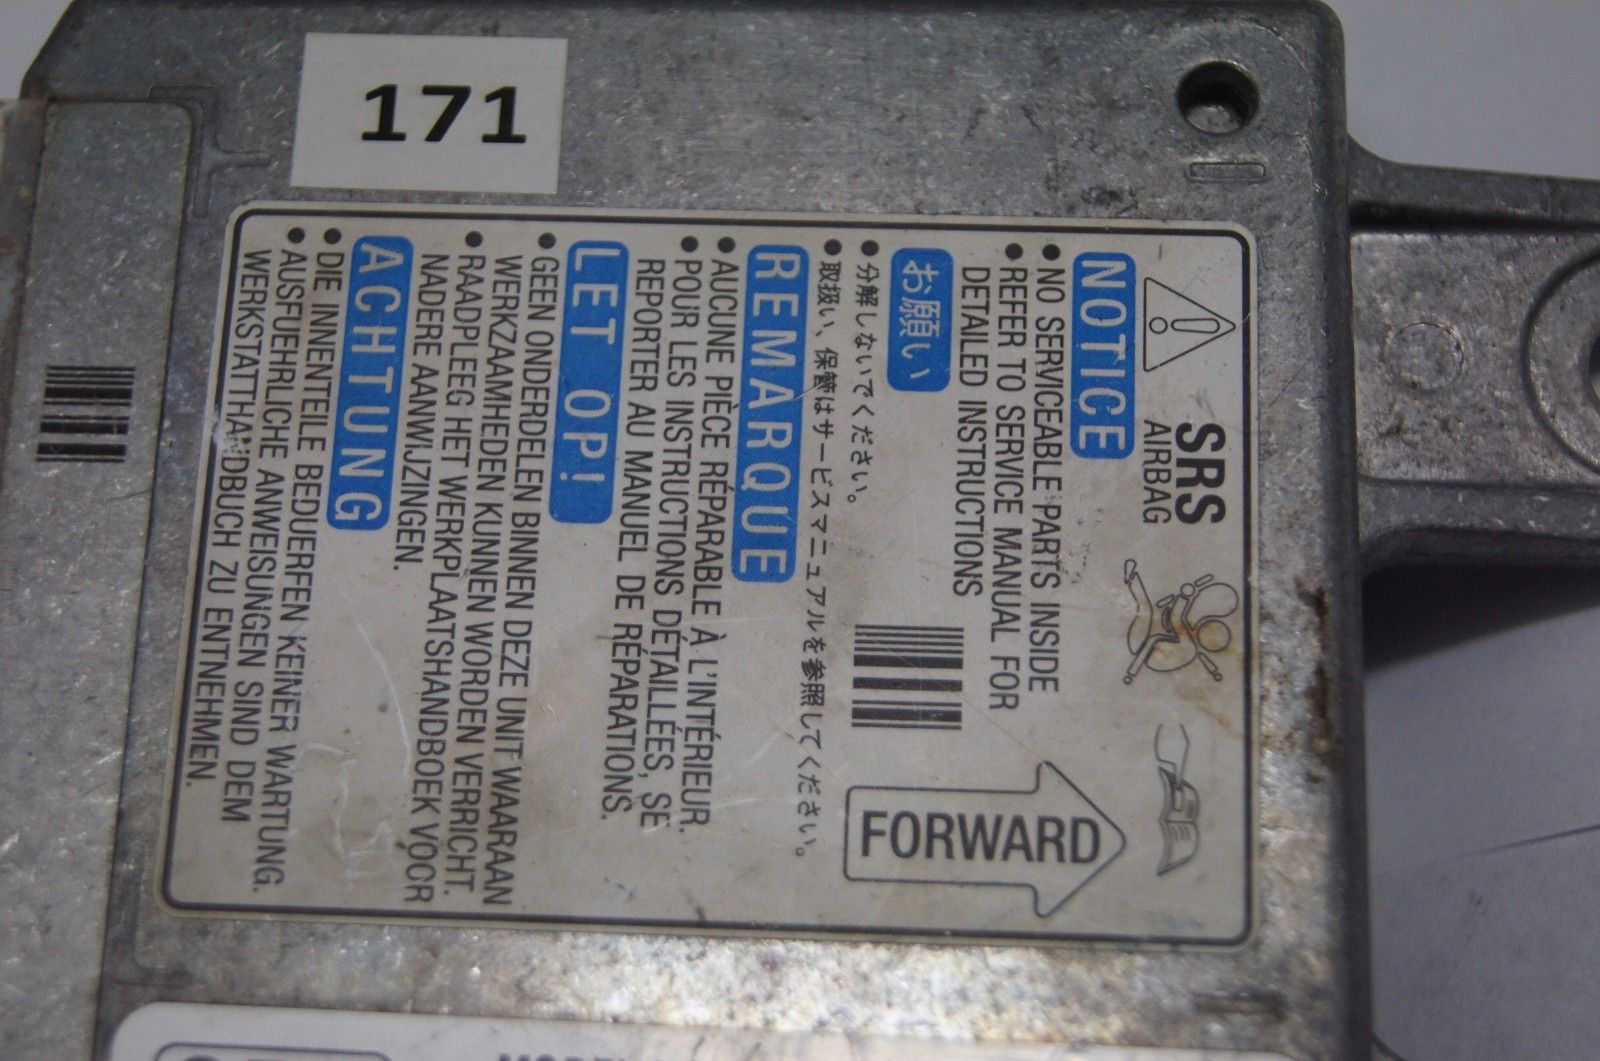 171
SRS
AIRBAG
NOTICE
● NO SERVICEABLE PARTS INSIDE
● REFER TO SERVICE MANUAL FOR
DETAILED INSTRUCTIONS
FORWARD
お願い
● 分解しないでください。
● 取扱い、保管はサービスマニュアルを参照してください。
REMARQUE
● AUCUNE PIÈCE RÉPARABLE À L'INTÉRIEUR.
● POUR LES INSTRUCTIONS DÉTAILLÉES, SE
REPORTER AU MANUEL DE RÉPARATIONS.
LET OP!
● GEEN ONDERDELEN BINNEN DEZE UNIT WAARAAN
WERKZAAMHEDEN KUNNEN WORDEN VERRICHT.
● RAADPLEEG HET WERKPLAATSHANDBOEK VOOR
NADERE AANWIJZINGEN.
ACHTUNG
● DIE INNENTEILE BEDUERFEN KEINER WARTUNG.
● AUSFUEHRLICHE ANWEISUNGEN SIND DEM
WERKSTATTHANDBUCH ZU ENTNEHMEN.